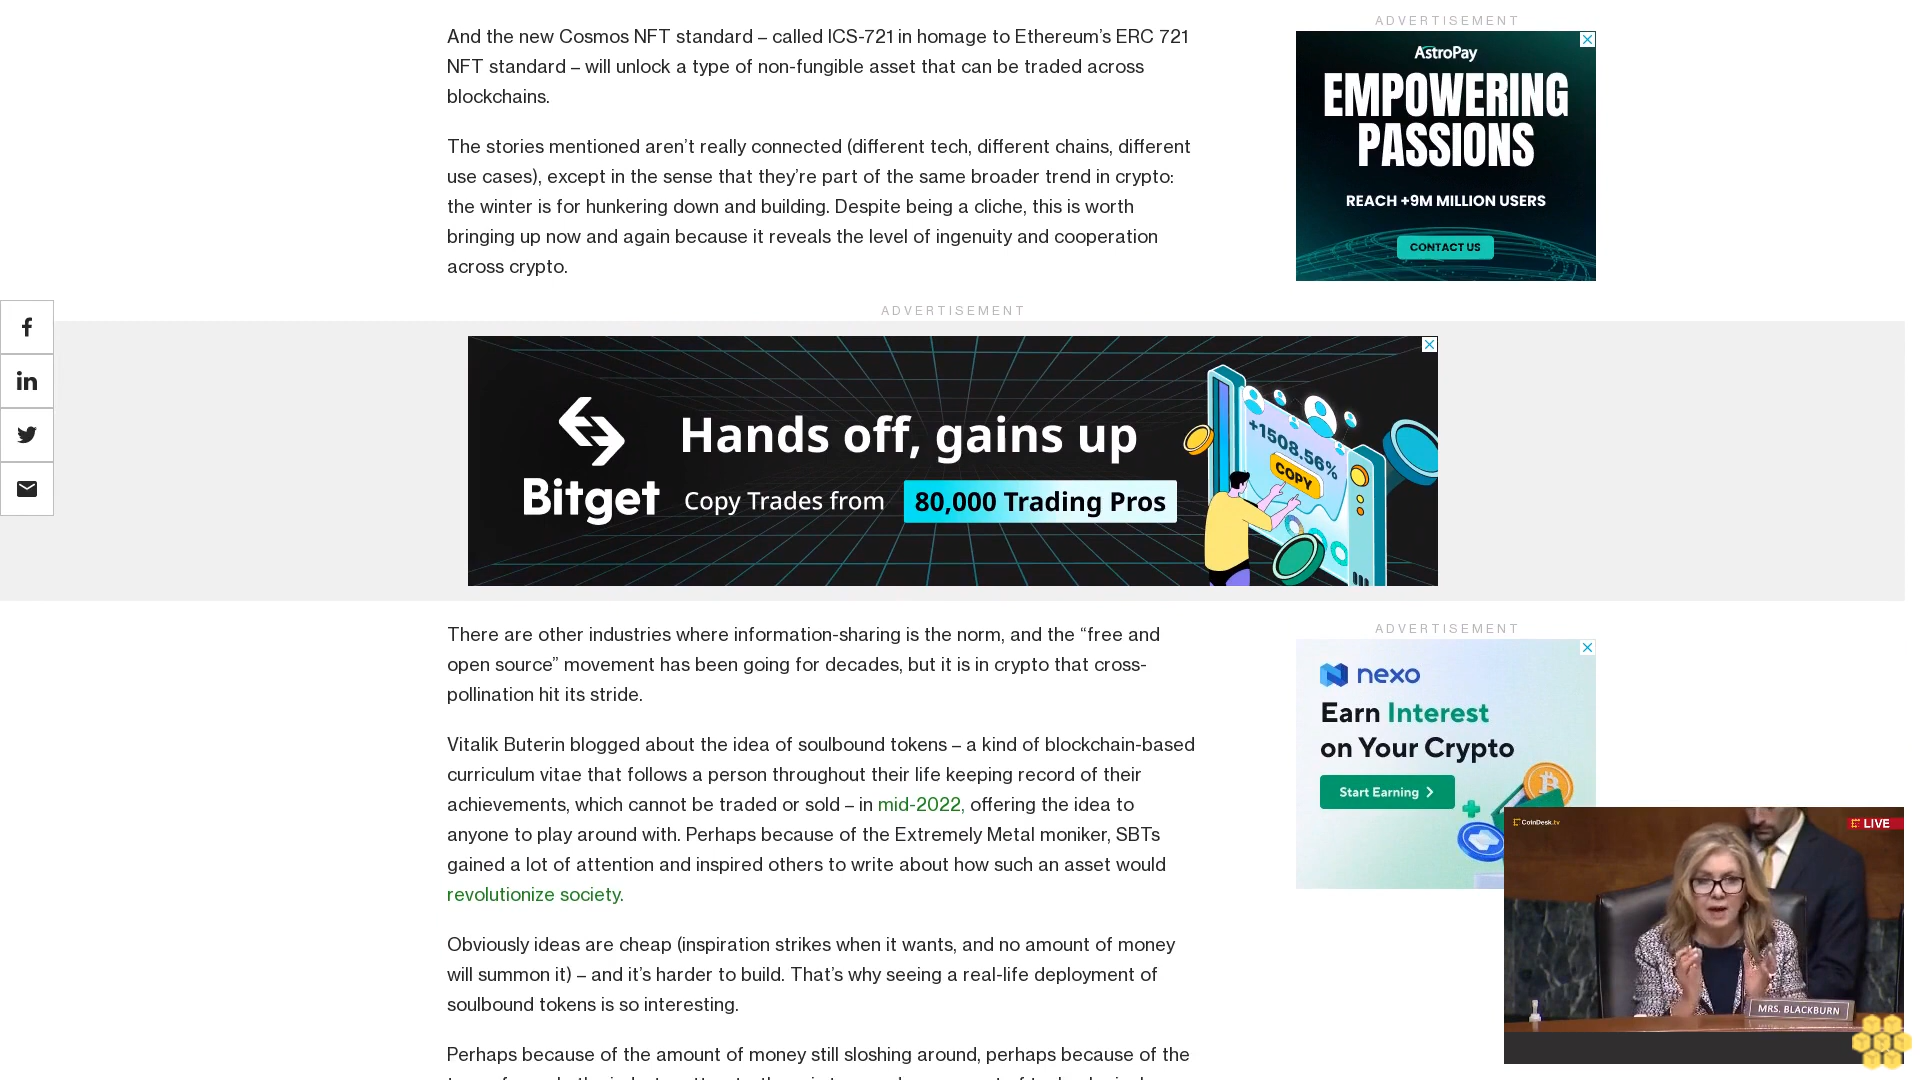 And the new Cosmos NFT standard – called ICS-721 in homage to Ethereum’s ERC 721
NFT standard – will unlock a type of non-fungible asset that can be traded across
blockchains.
The stories mentioned aren’t really connected (different tech, different chains, different
use cases), except in the sense that they’re part of the same broader trend in crypto:
the winter is for hunkering down and building. Despite being a cliche, this is worth
bringing up now and again because it reveals the level of ingenuity and cooperation
across crypto.
ADVERTISEMENT
AstroPay
EMPOWERING
PASSIONS
REACH +9M MILLION USERS
CONTACT US
ADVERTISEMENT
Bitget
Hands off, gains up
Copy Trades from 80,000 Trading Pros
+1508.56%
COPY
There are other industries where information-sharing is the norm, and the “free and
open source” movement has been going for decades, but it is in crypto that cross-
pollination hit its stride.
Vitalik Buterin blogged about the idea of soulbound tokens – a kind of blockchain-based
curriculum vitae that follows a person throughout their life keeping record of their
achievements, which cannot be traded or sold – in mid-2022, offering the idea to
anyone to play around with. Perhaps because of the Extremely Metal moniker, SBTs
gained a lot of attention and inspired others to write about how such an asset would
revolutionize society.
Obviously ideas are cheap (inspiration strikes when it wants, and no amount of money
will summon it) – and it’s harder to build. That’s why seeing a real-life deployment of
soulbound tokens is so interesting.
Perhaps because of the amount of money still sloshing around, perhaps because of the
ADVERTISEMENT
nexo
Earn Interest
on Your Crypto
Start Earning
CoinDesk.tv
LIVE
MRS. BLACKBURN